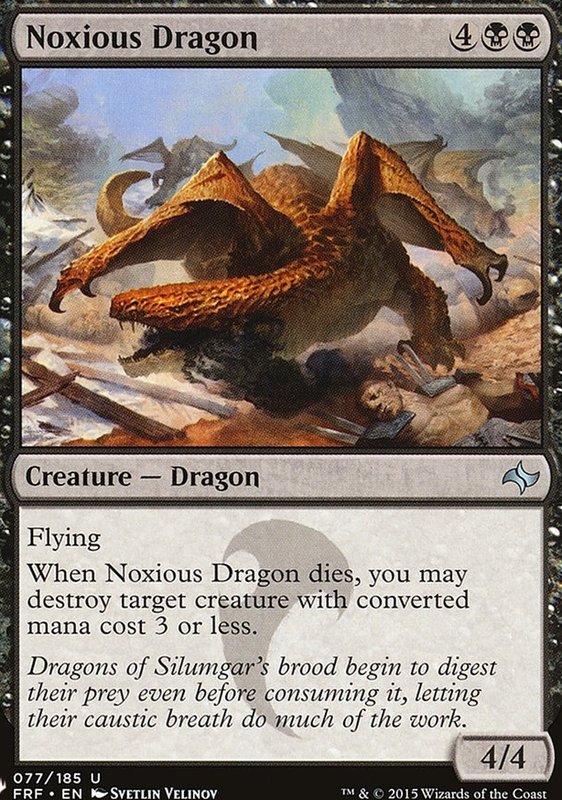 Noxious Dragon 4
Creature — Dragon
Flying
When Noxious Dragon dies, you may
destroy target creature with converted
mana cost 3 or less.
Dragons of Silumgar's brood begin to digest
their prey even before consuming it, letting
their caustic breath do much of the work.
4/4
077/185 U
FRF • EN Svetlin Velinov
™ & © 2015 Wizards of the Coast